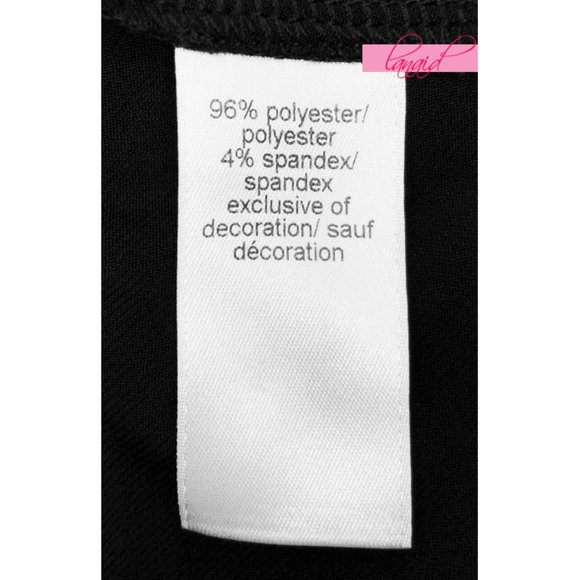 lanaid
96% polyester/
polyester
4% spandex/
spandex
exclusive of
decoration/ sauf
décoration